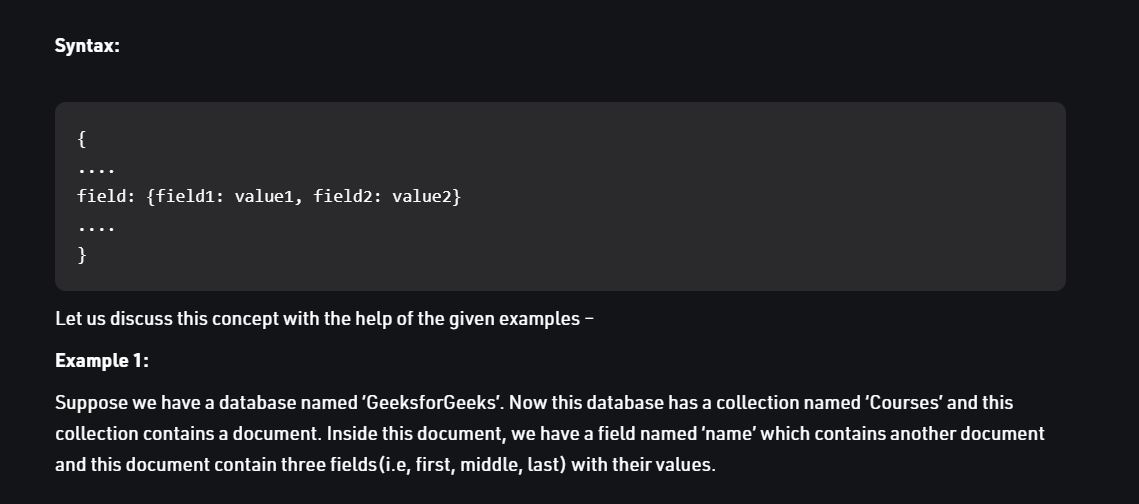 Syntax:
{
....
field: {field1: value1, field2: value2}
....
}
Let us discuss this concept with the help of the given examples –
Example 1:
Suppose we have a database named ‘GeeksforGeeks’. Now this database has a collection named ‘Courses’ and this
collection contains a document. Inside this document, we have a field named ‘name’ which contains another document
and this document contain three fields(i.e, first, middle, last) with their values.